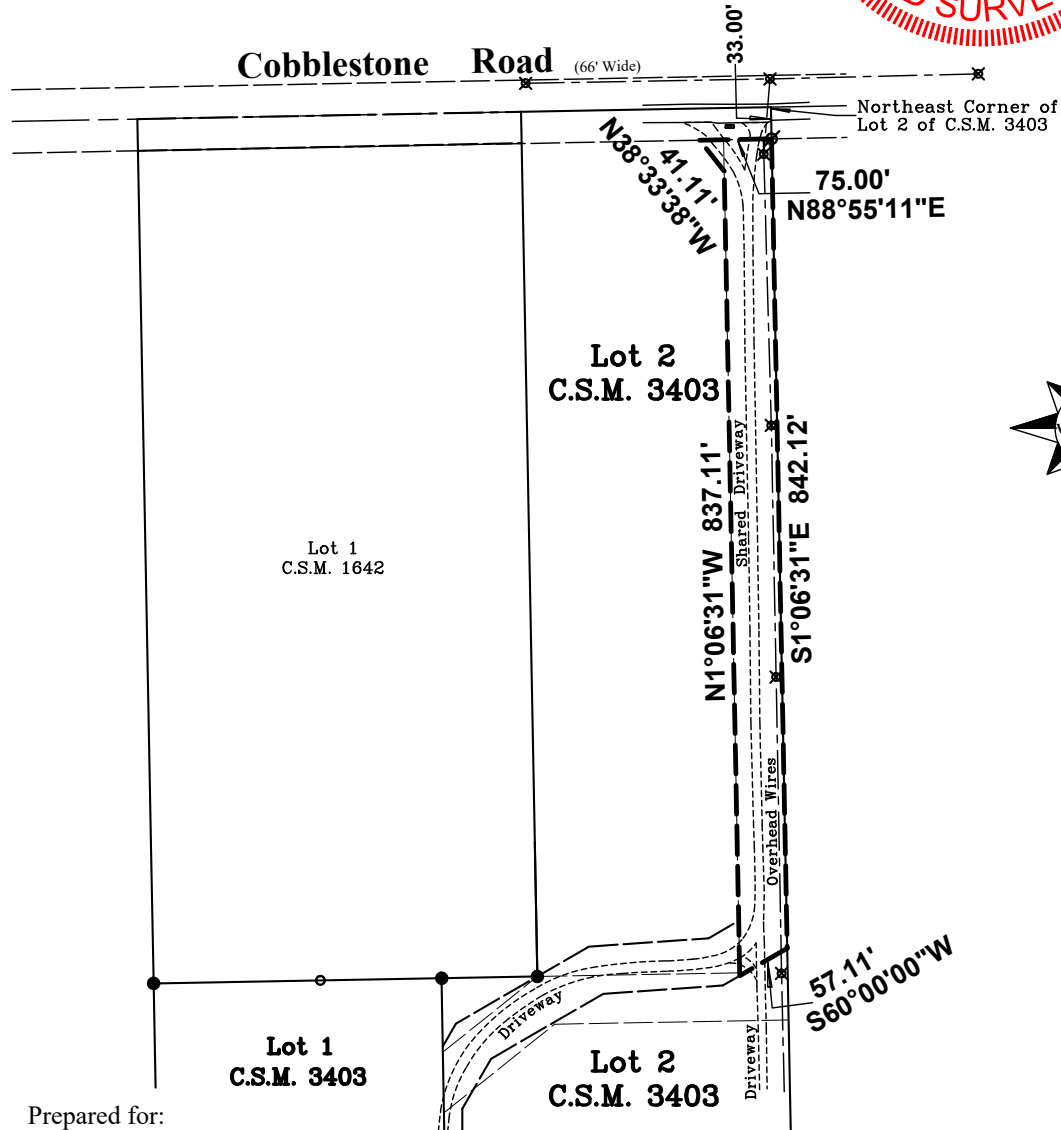 D SURVE
Cobblestone Road (66' Wide)
33.00'
Northeast Corner of
Lot 2 of C.S.M. 3403
41.11'
N38°33'38"W
75.00'
N88°55'11"E
Lot 2
C.S.M. 3403
Lot 1
C.S.M. 1642
N1°06'31"W 837.11'
Shared Driveway
S1°06'31"E 842.12'
Overhead Wires
57.11'
S60°00'00"W
Driveway
Driveway
Lot 1
C.S.M. 3403
Lot 2
C.S.M. 3403
Prepared for: